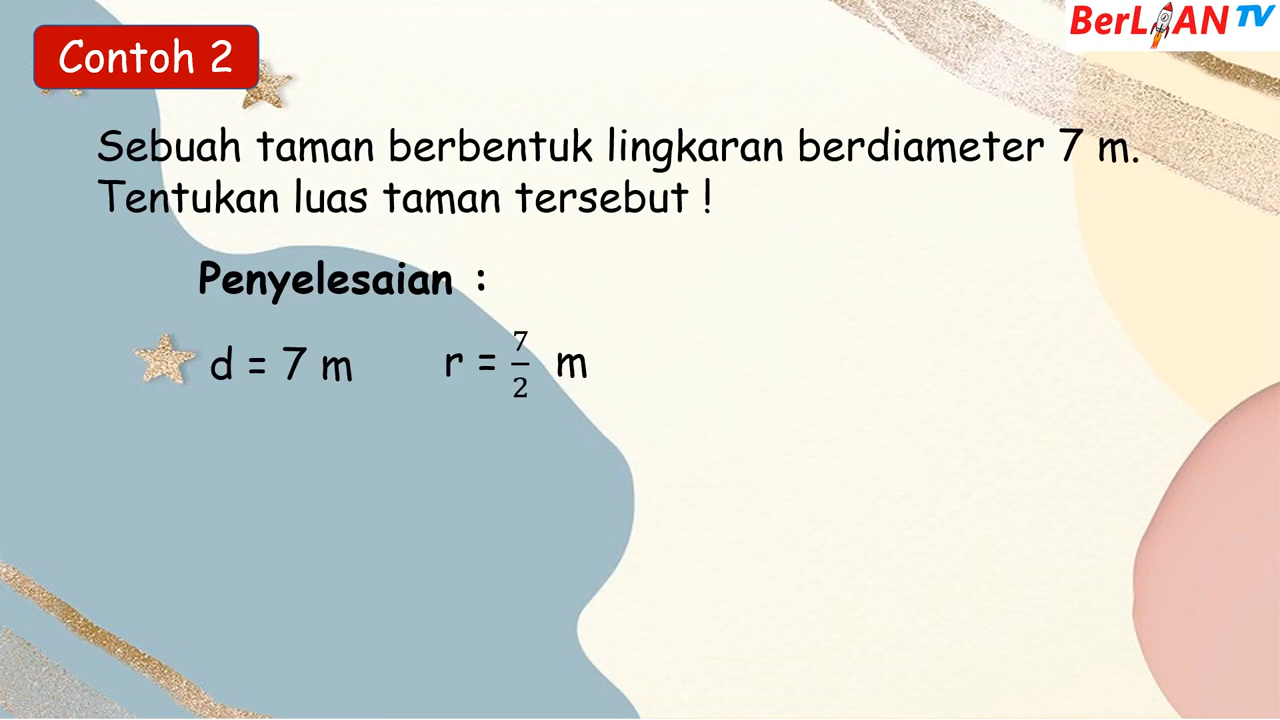 BerLIAN TV
Contoh 2
Sebuah taman berbentuk lingkaran berdiameter 7 m.
Tentukan luas taman tersebut !
Penyelesaian :
d = 7 m r = 7/2 m